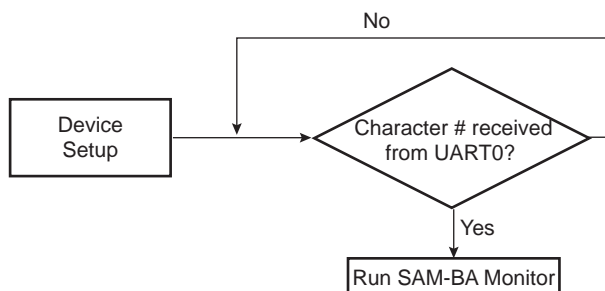 No
Device
Setup
Character # received
from UART0?
Yes
Run SAM-BA Monitor